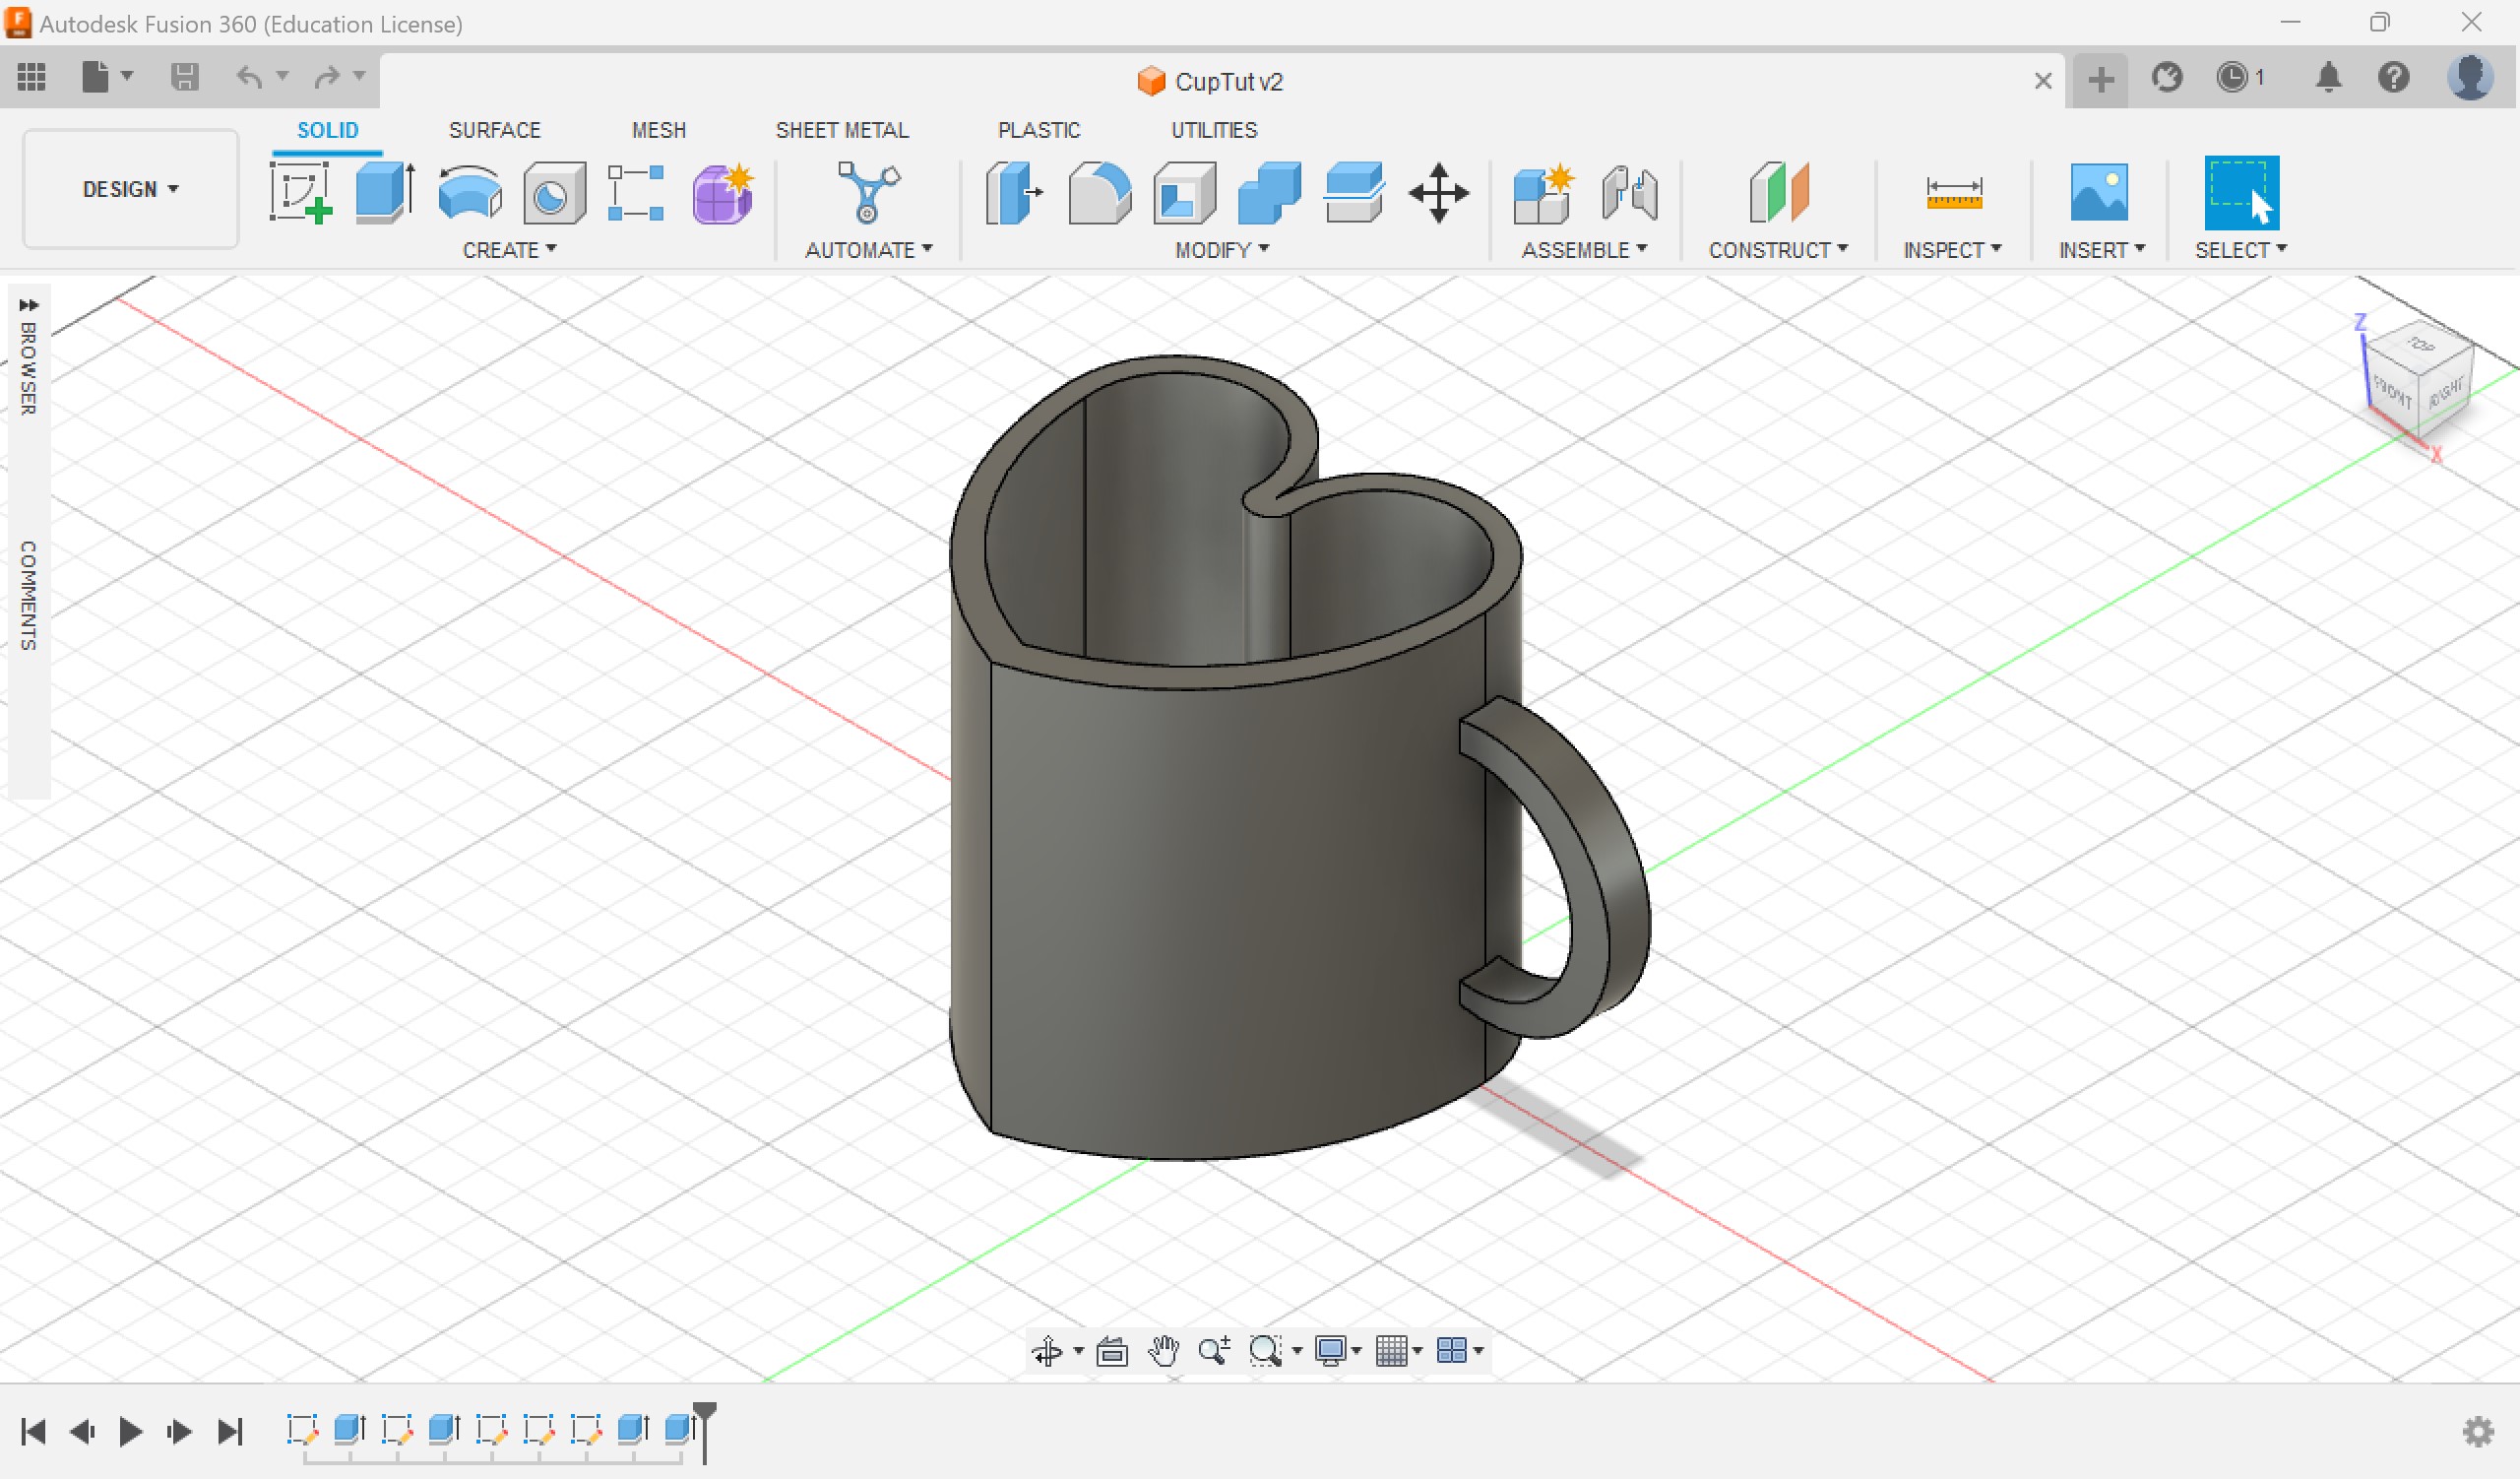 Autodesk Fusion 360 (Education License)
CupTut v2
1
SOLID
SURFACE
MESH
SHEET METAL
PLASTIC
UTILITIES
DESIGN
CREATE
AUTOMATE
MODIFY
ASSEMBLE
CONSTRUCT
INSPECT
INSERT
SELECT
BROWSER
COMMENTS
Z
TOP
FRONT
RIGHT
X